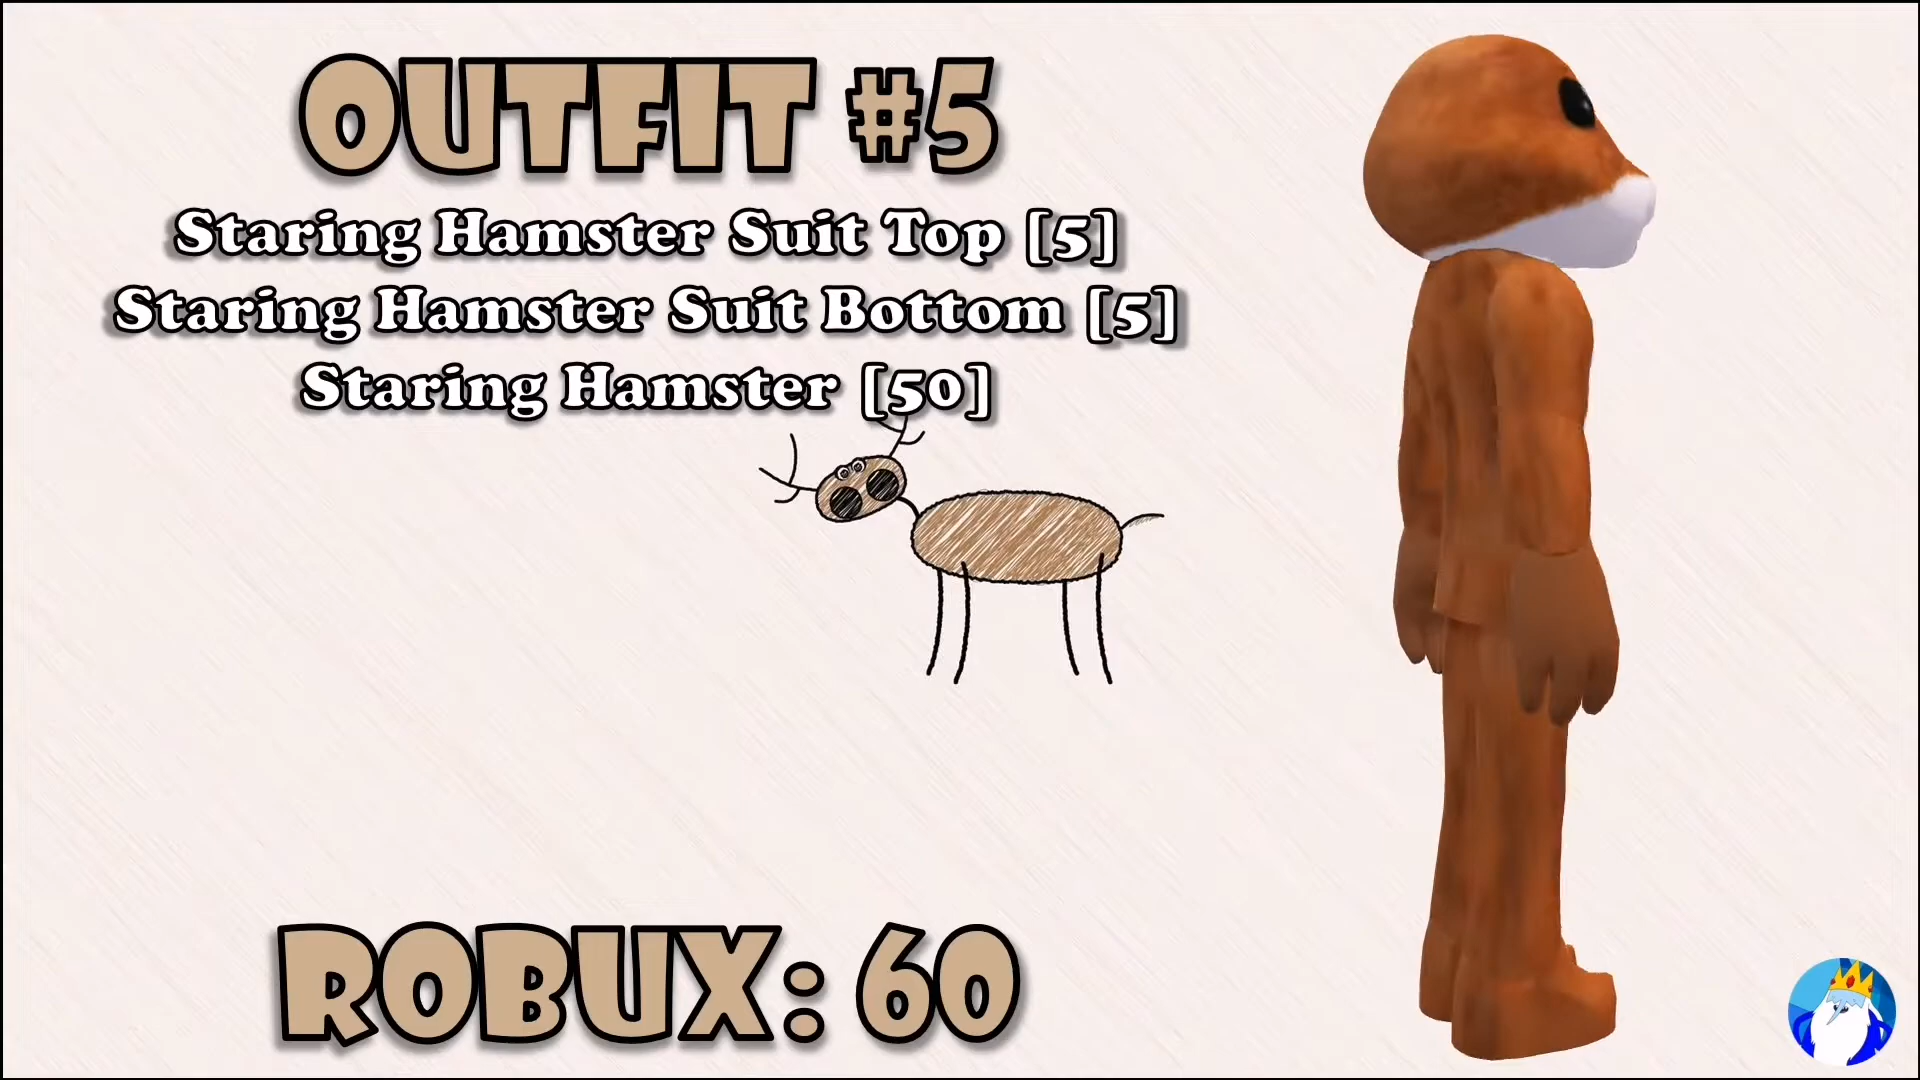 OUTFIT #5
Staring Hamster Suit Top [5]
Staring Hamster Suit Bottom [5]
Staring Hamster [50]
ROBUX: 60